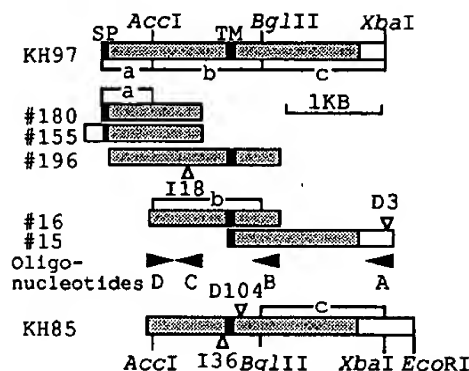 AccI BglII XbaI
SP TM
KH97
a b c
a
#180
1KB
#155
#196
I18
b D3
#16
#15
Oligo-
nucleotides D C B A
D104
c
KH85
AccI I36 BglII XbaI EcoRI